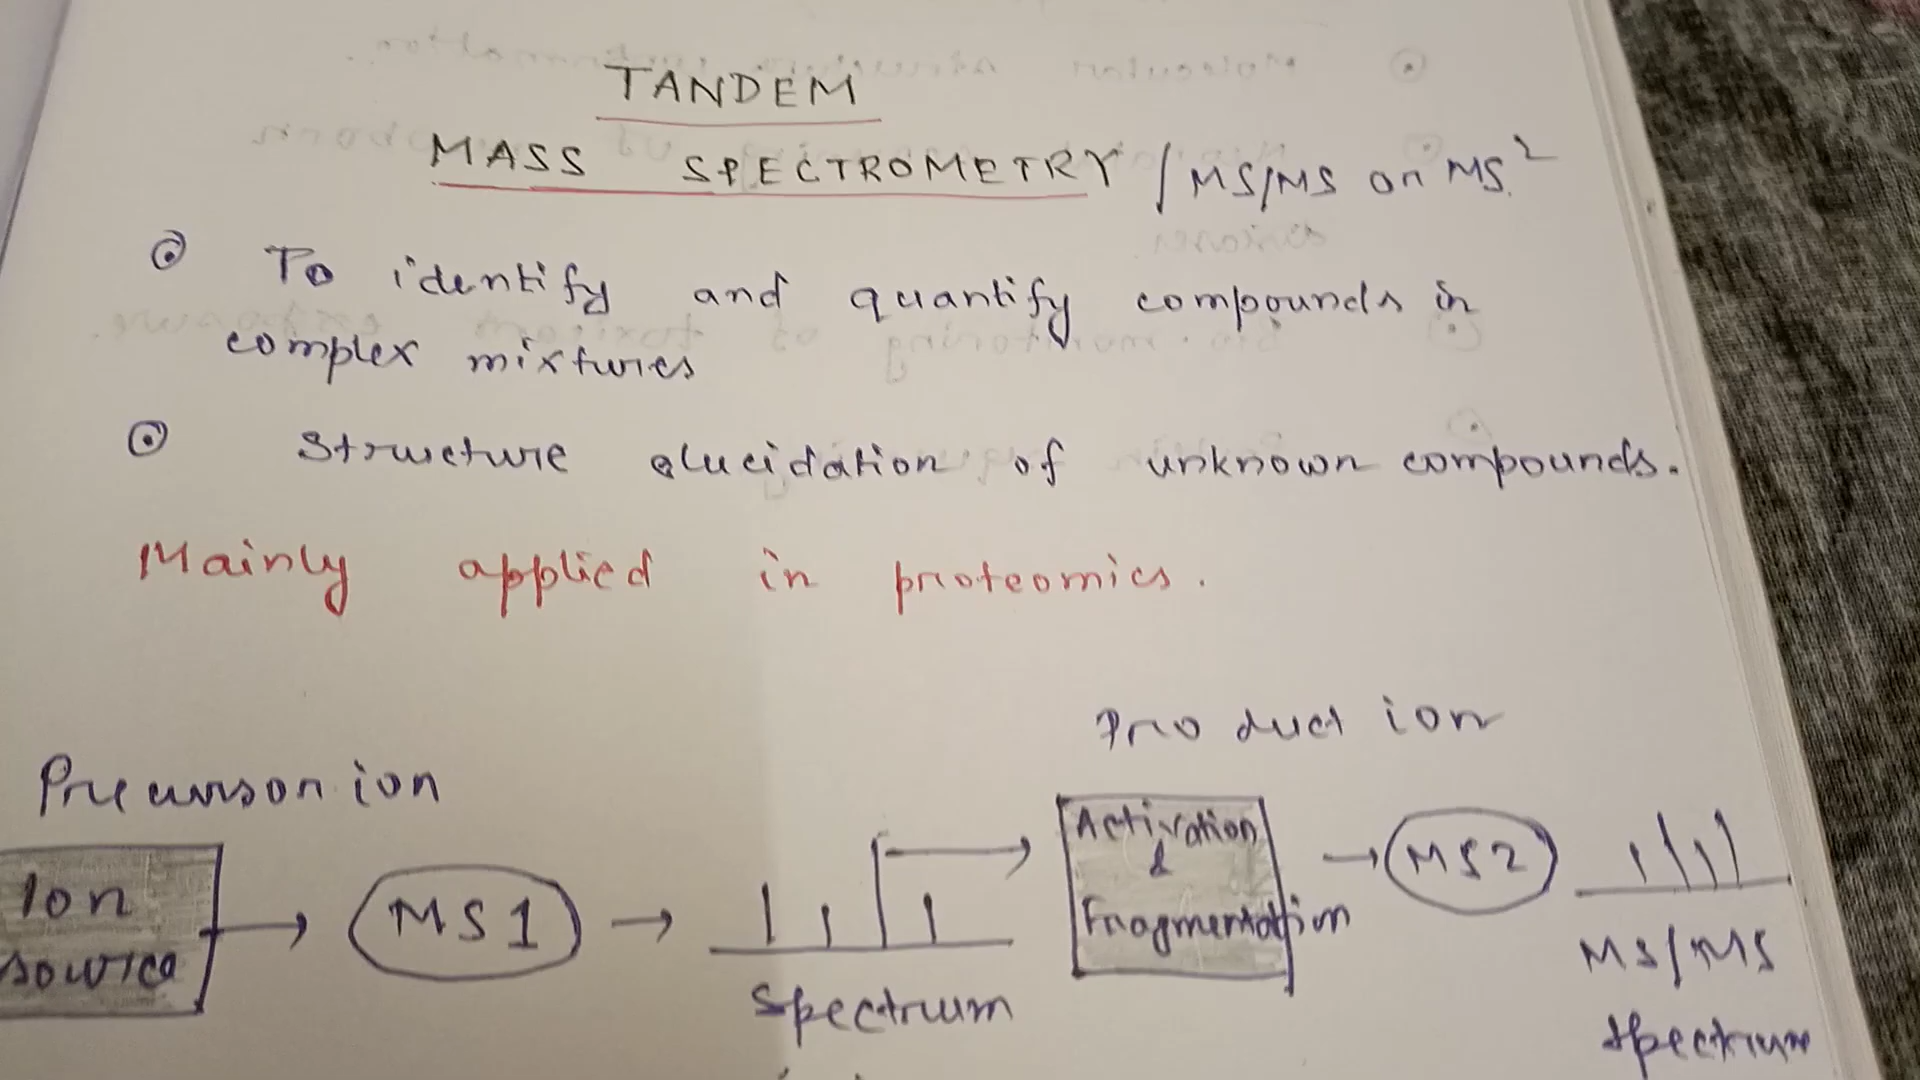 TANDEM
MASS SPECTROMETRY / MS/MS or MS²
To identify and quantify compounds in
complex mixtures
Structure elucidation of unknown compounds.
Mainly applied in proteomics.
Product ion
Precursor ion
Ion
source
MS1
Spectrum
Activation
&
Fragmentation
MS2
MS/MS
Spectrum